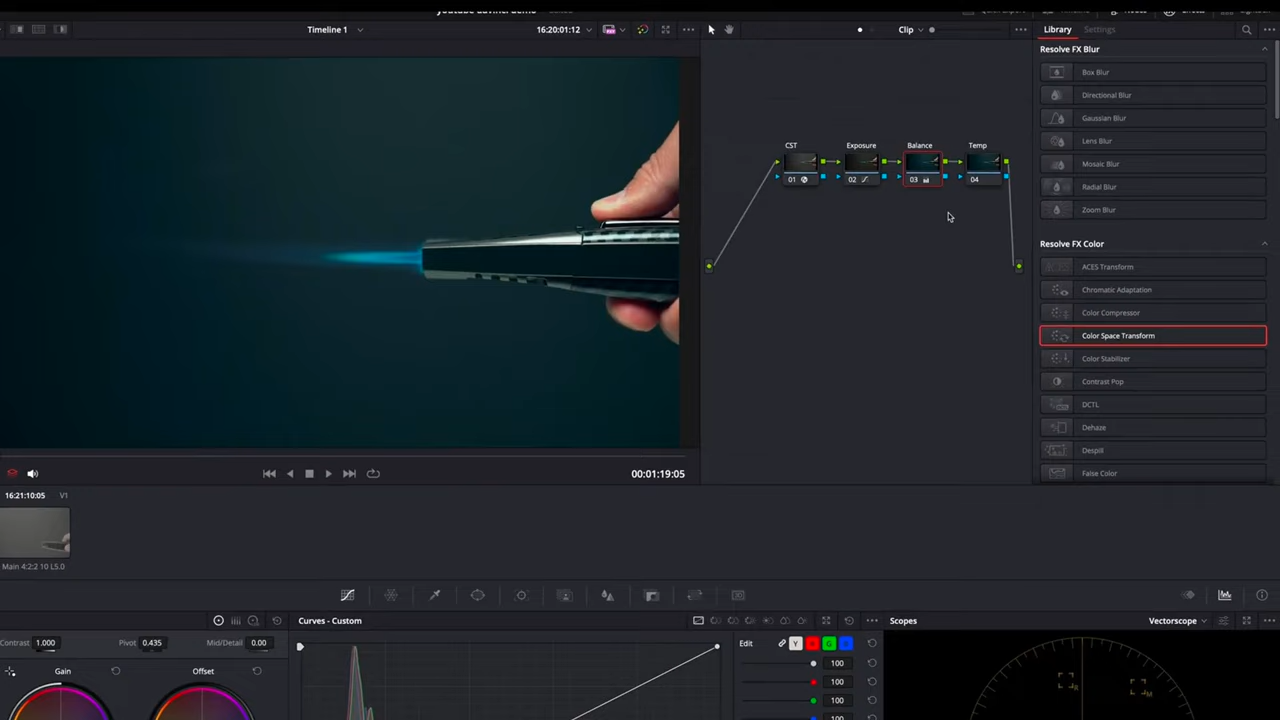 youtube davinci demo
Timeline 1
16:20:01:12
Clip
Library
Settings
Resolve FX Blur
Box Blur
Directional Blur
Gaussian Blur
Lens Blur
Mosaic Blur
Radial Blur
Zoom Blur
CST
Exposure
Balance
Temp
01
02
03
04
Resolve FX Color
ACES Transform
Chromatic Adaptation
Color Compressor
Color Space Transform
Color Stabilizer
Contrast Pop
DCTL
Dehaze
Despill
False Color
00:01:19:05
16:21:10:05 V1
Main 4:2:2 10 L5.0
Contrast 1.000 Pivot 0.435 Mid/Detail 0.00
Gain
Offset
Curves - Custom
Edit Y
100
100
100
100
Scopes
Vectorscope
R
M